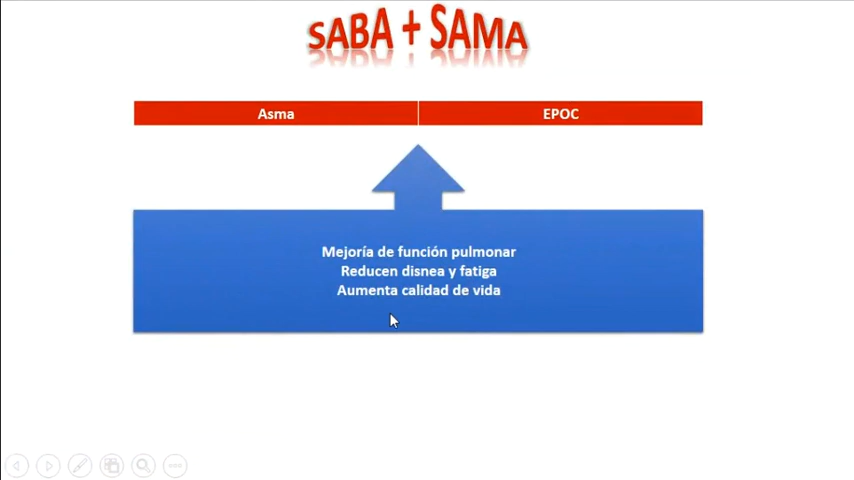 SABA + SAMA
Asma
EPOC
Mejoría de función pulmonar
Reducen disnea y fatiga
Aumenta calidad de vida